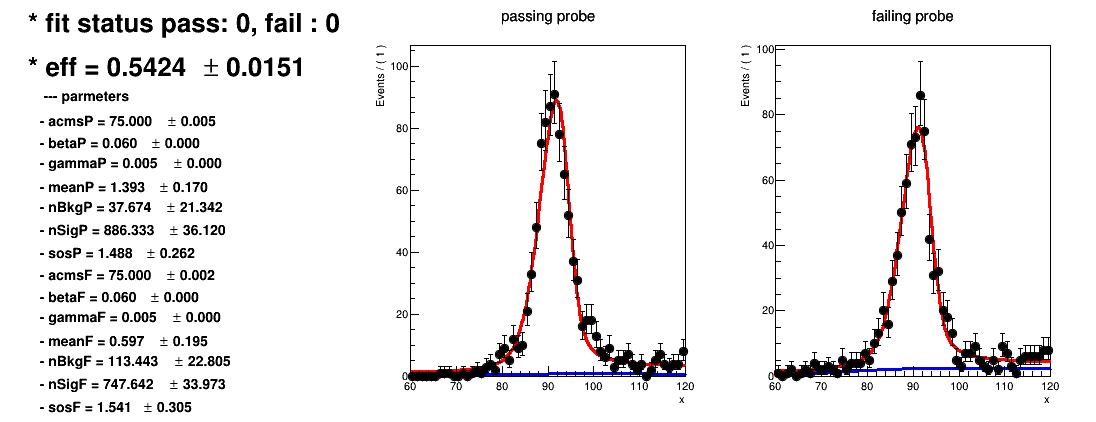 * fit status pass: 0, fail : 0
* eff = 0.5424 ± 0.0151
--- parmeters
- acmsP = 75.000 ± 0.005
- betaP = 0.060 ± 0.000
- gammaP = 0.005 ± 0.000
- meanP = 1.393 ± 0.170
- nBkgP = 37.674 ± 21.342
- nSigP = 886.333 ± 36.120
- sosP = 1.488 ± 0.262
- acmsF = 75.000 ± 0.002
- betaF = 0.060 ± 0.000
- gammaF = 0.005 ± 0.000
- meanF = 0.597 ± 0.195
- nBkgF = 113.443 ± 22.805
- nSigF = 747.642 ± 33.973
- sosF = 1.541 ± 0.305
passing probe
Events / ( 1 )
100
80
60
40
20
0
60 70 80 90 100 110 120
x
failing probe
Events / ( 1 )
100
80
60
40
20
0
60 70 80 90 100 110 120
x